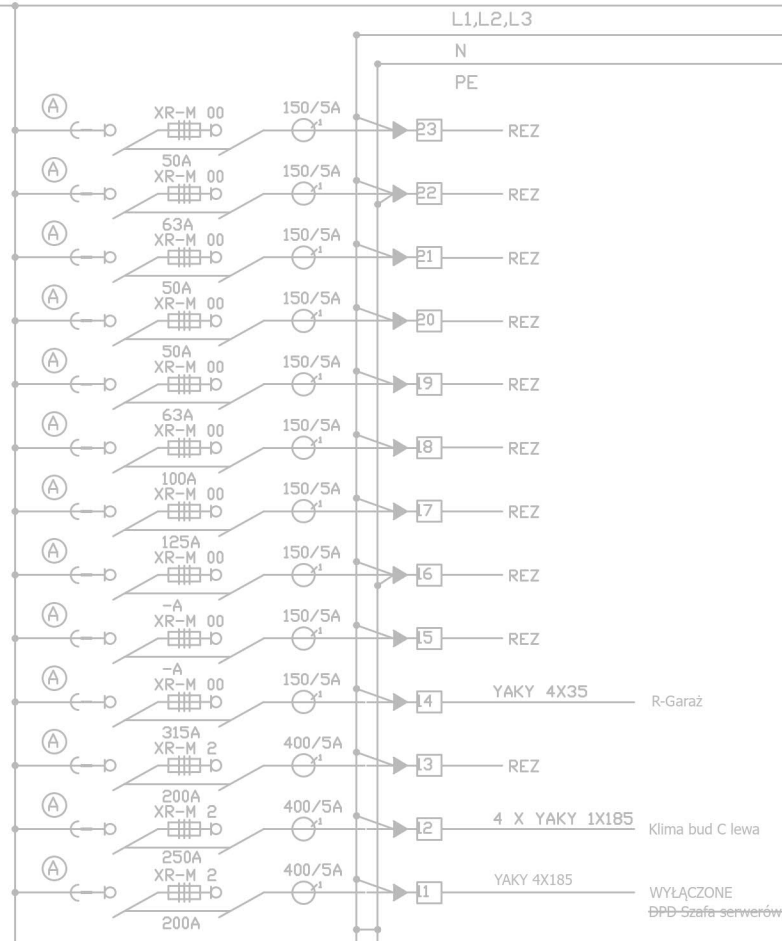 L1,L2,L3
N
PE
A XR-M 00 150/5A
23 REZ
50A
A XR-M 00 150/5A
22 REZ
63A
A XR-M 00 150/5A
21 REZ
50A
A XR-M 00 150/5A
20 REZ
50A
A XR-M 00 150/5A
19 REZ
63A
A XR-M 00 150/5A
18 REZ
100A
A XR-M 00 150/5A
17 REZ
125A
A XR-M 00 150/5A
16 REZ
-A
A XR-M 00 150/5A
15 REZ
-A
A XR-M 00 150/5A
14 YAKY 4X35 R-Garaż
315A
A XR-M 2 400/5A
13 REZ
200A
A XR-M 2 400/5A
12 4 X YAKY 1X185 Klima bud C lewa
250A
A XR-M 2 400/5A
11 YAKY 4X185 WYŁĄCZONE
DPD Szafa serwerów
200A